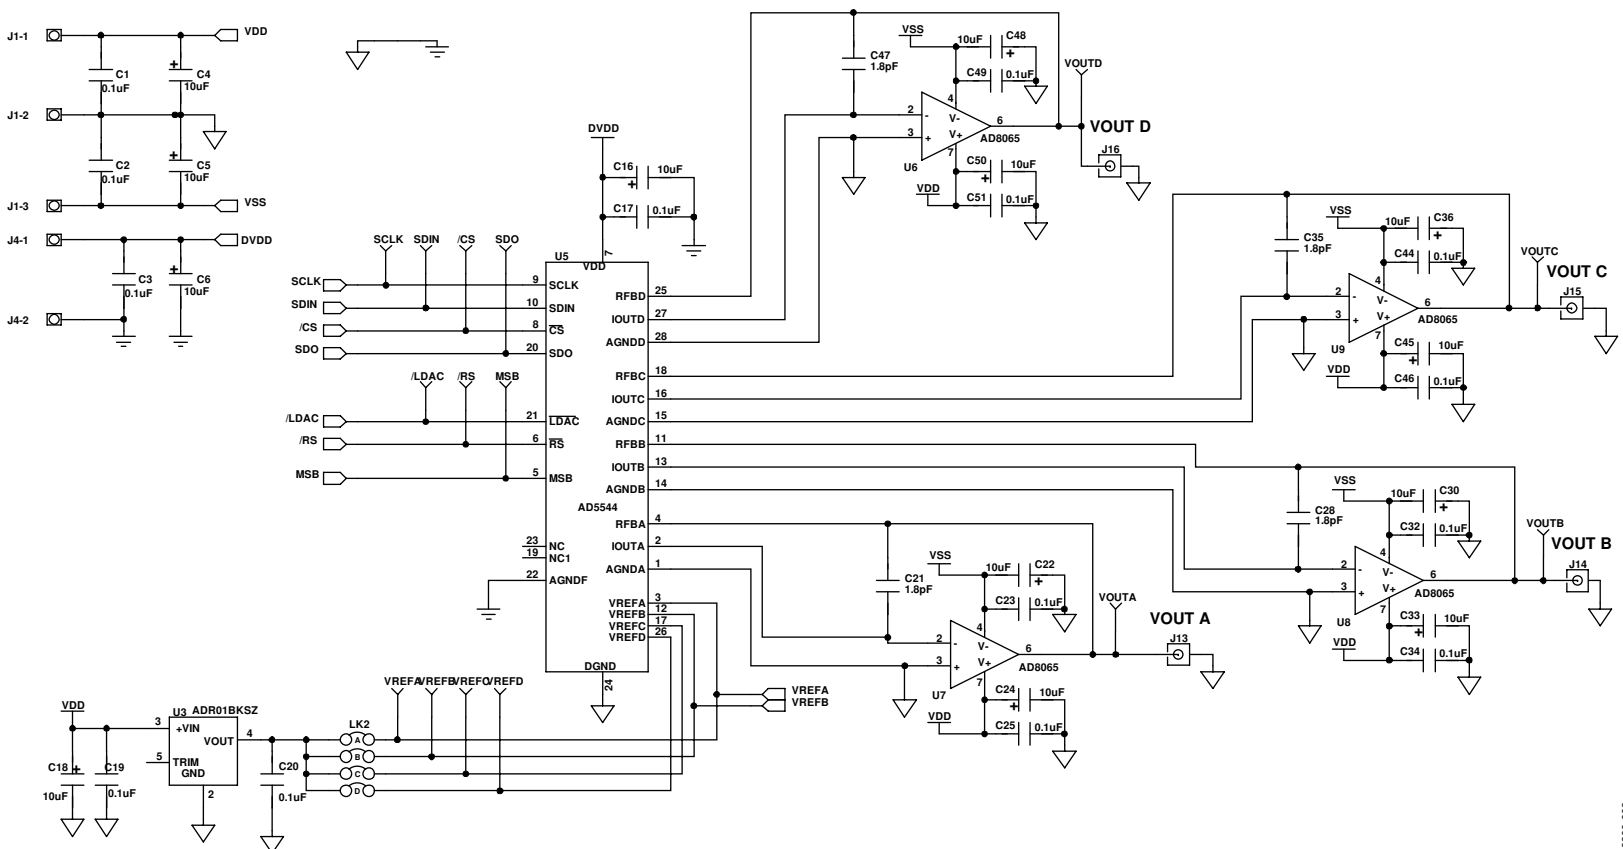 J1-1
VDD
C1
0.1uF
C4
10uF
J1-2
C2
0.1uF
C5
10uF
J1-3
VSS
J4-1
DVDD
C3
0.1uF
C6
10uF
J4-2
DVDD
C16
10uF
C17
0.1uF
7
SCLK SDIN /CS SDO
U5
VDD
SCLK 9 SCLK
SDIN 10 SDIN
/CS 8 CS
SDO 20 SDO
/LDAC /RS MSB
/LDAC 21 LDAC
/RS 6 RS
MSB 5 MSB
AD5544
23 NC
19 NC1
22 AGNDF
RFBD 25
IOUTD 27
AGNDD 28
RFBC 18
IOUTC 16
AGNDC 15
RFBB 11
IOUTB 13
AGNDB 14
RFBA 4
IOUTA 2
AGNDA 1
VREFA 3
VREFB 12
VREFC 17
VREFD 26
DGND
24
VREFA
VREFB
VREFA VREFB VREFC VREFD
LK2
A
B
C
D
VDD
U3 ADR01BKSZ
3 +VIN
VOUT 4
5 TRIM
GND
2
C18
10uF
C19
0.1uF
C20
0.1uF
C47
1.8pF
VSS
10uF C48
C49 0.1uF
4
2 -
V-
3 +
V+
6
AD8065
7
U6
C50 10uF
VDD
C51 0.1uF
VOUTD
VOUT D
J16
C35
1.8pF
VSS
10uF C36
C44 0.1uF
4
2 -
V-
3 +
V+
6
AD8065
7
U9
C45 10uF
VDD
C46 0.1uF
VOUTC
VOUT C
J15
C28
1.8pF
VSS
10uF C30
C32 0.1uF
4
2 -
V-
3 +
V+
6
AD8065
7
U8
C33 10uF
VDD
C34 0.1uF
VOUTB
VOUT B
J14
C21
1.8pF
VSS
10uF C22
C23 0.1uF
4
2 -
V-
3 +
V+
6
AD8065
7
U7
C24 10uF
VDD
C25 0.1uF
VOUTA
VOUT A
J13